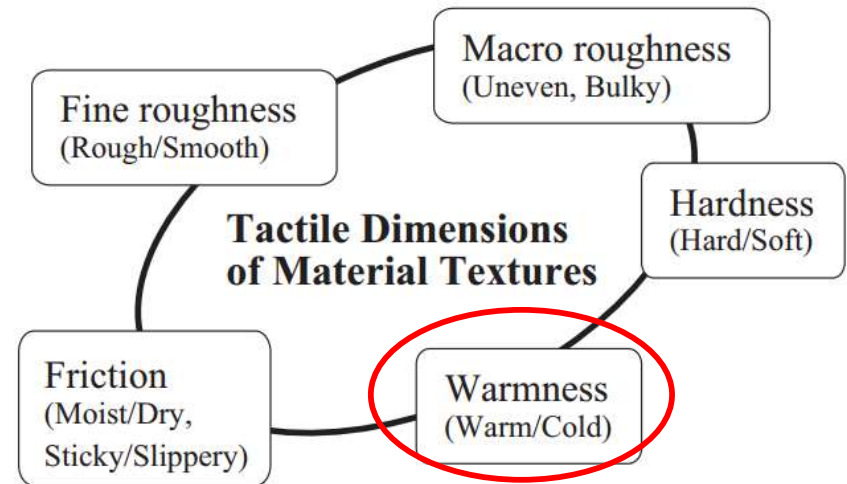 Macro roughness
(Uneven, Bulky)
Fine roughness
(Rough/Smooth)
Hardness
(Hard/Soft)
Tactile Dimensions
of Material Textures
Friction
(Moist/Dry,
Sticky/Slippery)
Warmness
(Warm/Cold)